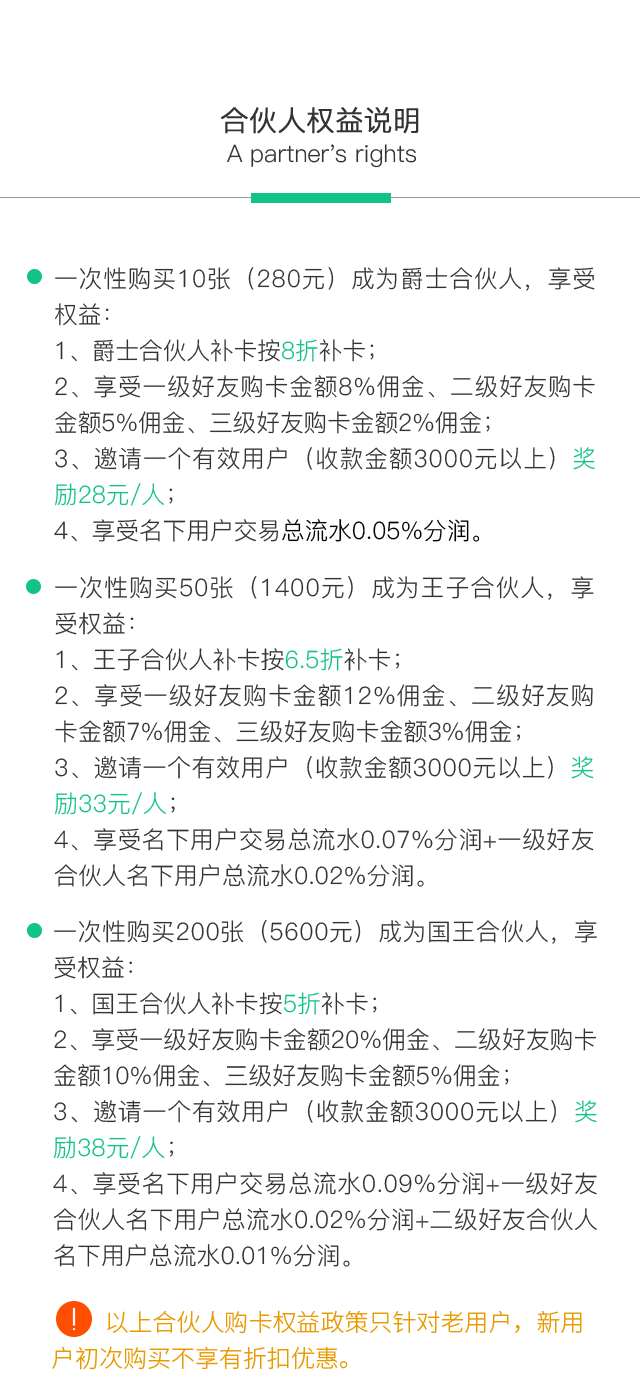 合伙人权益说明
A partner's rights
一次性购买10张（280元）成为爵士合伙人，享受
权益：
1、爵士合伙人补卡按8折补卡；
2、享受一级好友购卡金额8%佣金、二级好友购卡
金额5%佣金、三级好友购卡金额2%佣金；
3、邀请一个有效用户（收款金额3000元以上）奖
励28元/人；
4、享受名下用户交易总流水0.05%分润。
一次性购买50张（1400元）成为王子合伙人，享
受权益：
1、王子合伙人补卡按6.5折补卡；
2、享受一级好友购卡金额12%佣金、二级好友购
卡金额7%佣金、三级好友购卡金额3%佣金；
3、邀请一个有效用户（收款金额3000元以上）奖
励33元/人；
4、享受名下用户交易总流水0.07%分润+一级好友
合伙人名下用户总流水0.02%分润。
一次性购买200张（5600元）成为国王合伙人，享
受权益：
1、国王合伙人补卡按5折补卡；
2、享受一级好友购卡金额20%佣金、二级好友购卡
金额10%佣金、三级好友购卡金额5%佣金；
3、邀请一个有效用户（收款金额3000元以上）奖
励38元/人；
4、享受名下用户交易总流水0.09%分润+一级好友
合伙人名下用户总流水0.02%分润+二级好友合伙人
名下用户总流水0.01%分润。
! 以上合伙人购卡权益政策只针对老用户，新用
户初次购买不享有折扣优惠。